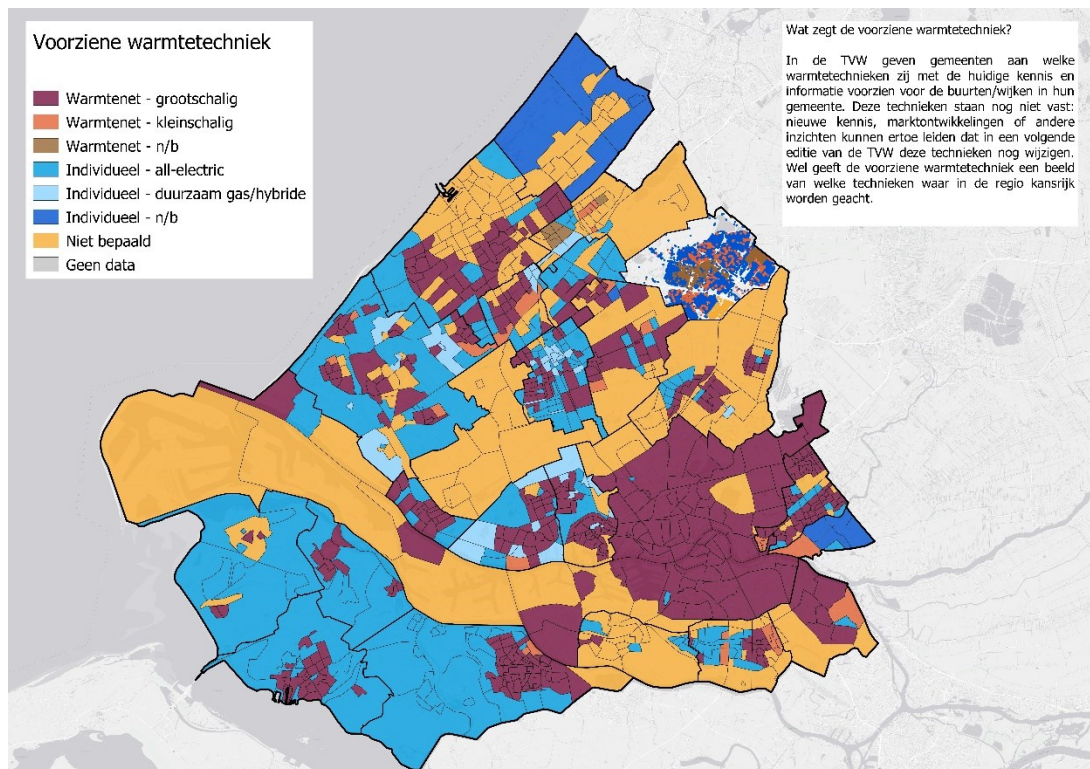 Voorziene warmtetechniek
Warmtenet - grootschalig
Warmtenet - kleinschalig
Warmtenet - n/b
Individueel - all-electric
Individueel - duurzaam gas/hybride
Individueel - n/b
Niet bepaald
Geen data
Wat zegt de voorziene warmtetechniek?
In de TVW geven gemeenten aan welke
warmtetechnieken zij met de huidige kennis en
informatie voorzien voor de buurten/wijken in hun
gemeente. Deze technieken staan nog niet vast:
nieuwe kennis, marktontwikkelingen of andere
inzichten kunnen ertoe leiden dat in een volgende
editie van de TVW deze technieken nog wijzigen.
Wel geeft de voorziene warmtetechniek een beeld
van welke technieken waar in de regio kansrijk
worden geacht.